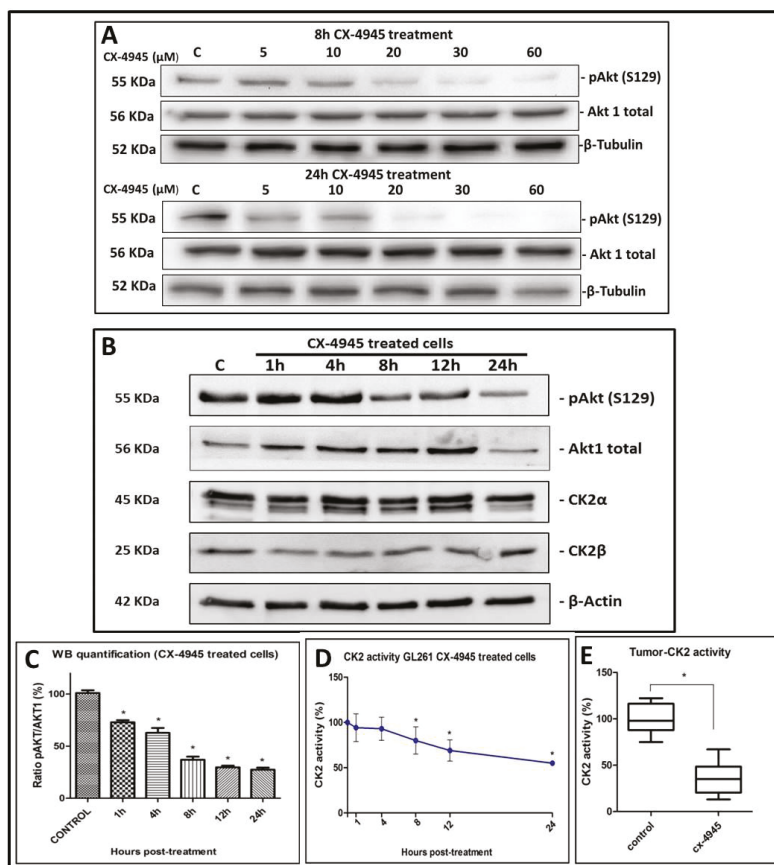 A
8h CX-4945 treatment
CX-4945 (µM) C 5 10 20 30 60
55 KDa - pAkt (S129)
56 KDa - Akt 1 total
52 KDa -β-Tubulin
24h CX-4945 treatment
CX-4945 (µM) C 5 10 20 30 60
55 KDa - pAkt (S129)
56 KDa - Akt 1 total
52 KDa - β-Tubulin
B
CX-4945 treated cells
C 1h 4h 8h 12h 24h
55 KDa - pAkt (S129)
56 KDa - Akt1 total
45 KDa - CK2α
25 KDa - CK2β
42 KDa - β-Actin
C
WB quantification (CX-4945 treated cells)
Ratio pAKT/AKT1 (%)
100
50
0
* * * * *
CONTROL 1h 4h 8h 12h 24h
Hours post-treatment
D
CK2 activity GL261 CX-4945 treated cells
CK2 activity (%)
150
100
50
0
* * *
1 4 8 12 24
Hours post-treatment
E
Tumor-CK2 activity
CK2 activity (%)
150
100
50
0
*
control cx-4945